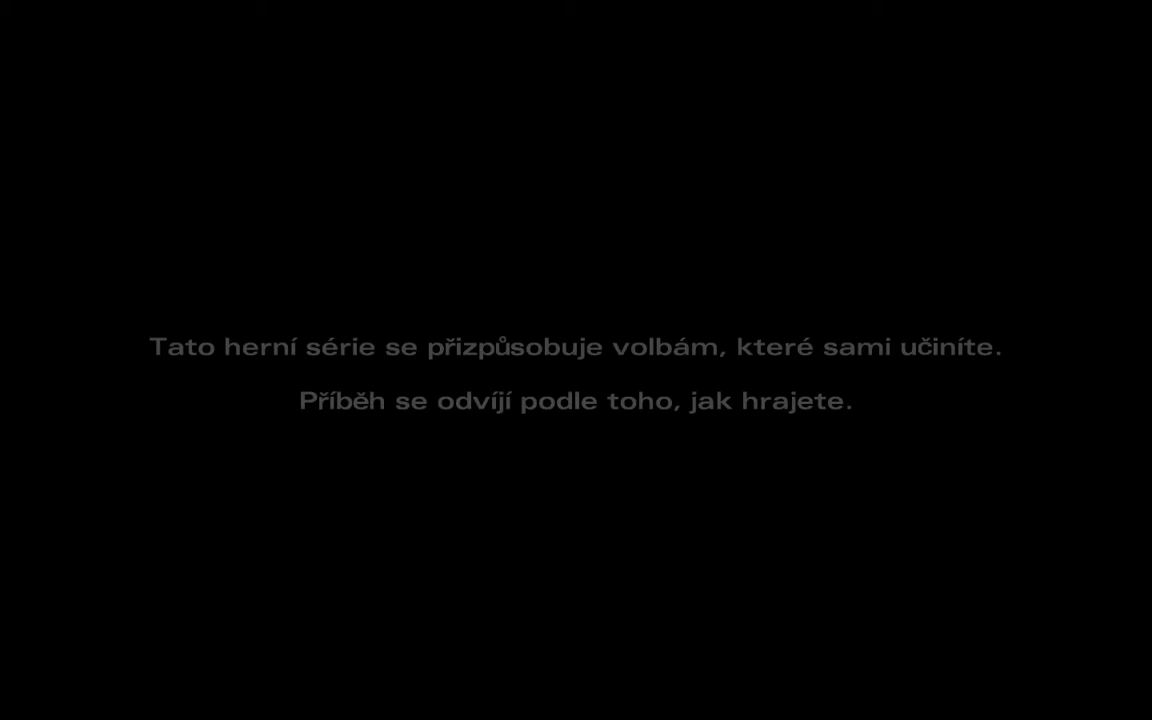 Tato herní série se přizpůsobuje volbám, které sami učiníte.
Příběh se odvíjí podle toho, jak hrajete.